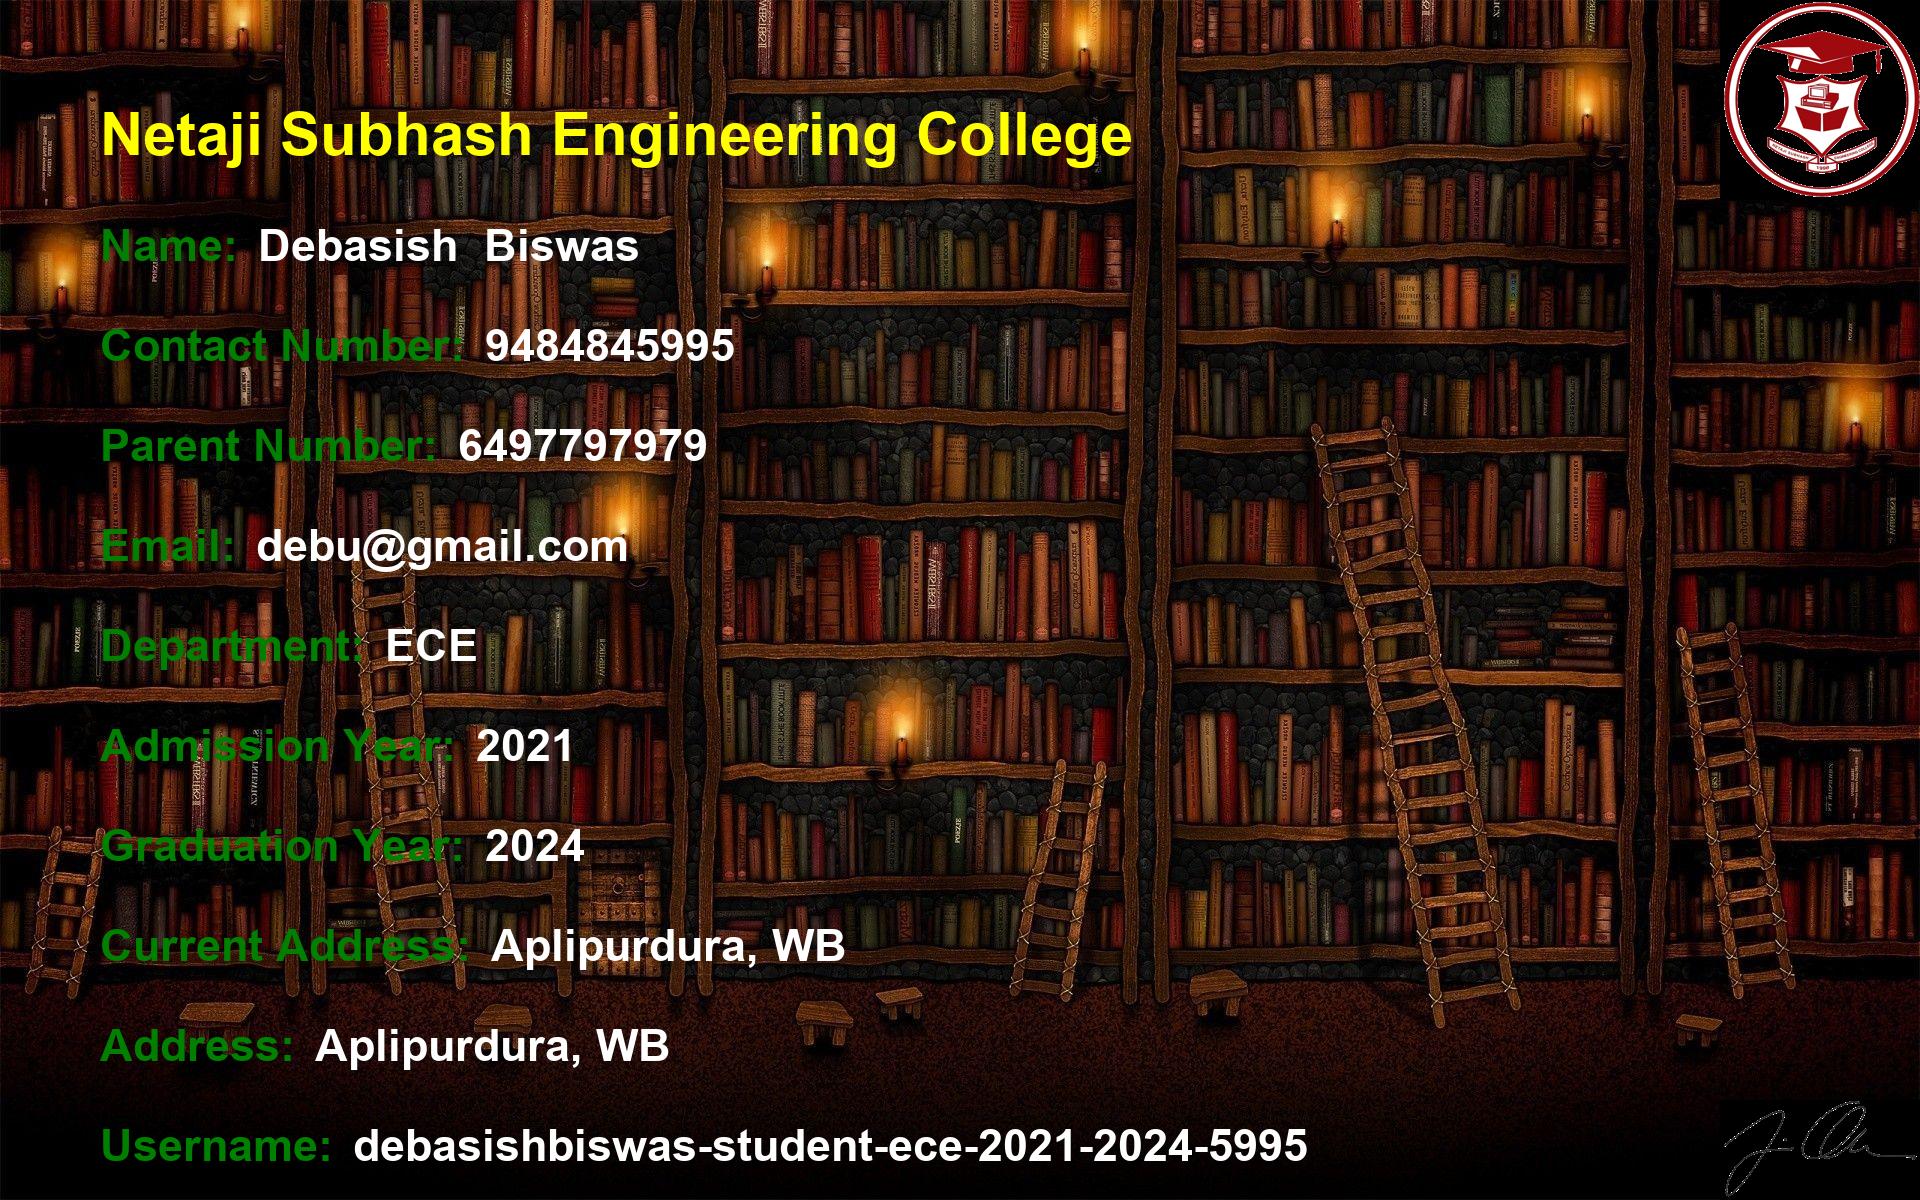 Netaji Subhash Engineering College
Name: Debasish Biswas
Contact Number: 9484845995
Parent Number: 6497797979
Email: debu@gmail.com
Department: ECE
Admission Year: 2021
Graduation Year: 2024
Current Address: Aplipurdura, WB
Address: Aplipurdura, WB
Username: debasishbiswas-student-ece-2021-2024-5995